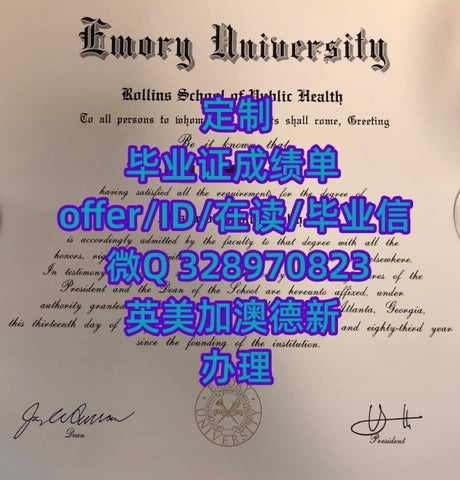 Emory University
Rollins School of Public Health
定制
To all persons to whom shall come, Greeting
Be it known that
毕业证成绩单
having satisfied all the requirements for the degree of
offer/ID/在读/毕业信
is accordingly admitted by the faculty to that degree with all the
honors, elsewhere.
微Q 328970823
In testimony of the
President and the Dean of the School are hereunto affixed, under
authority granted Atlanta, Georgia,
英美加澳德新
this thirteenth day of and eighty-third year
since the founding of the institution.
办理
EMORY
UNIVERSITY
Dean
President